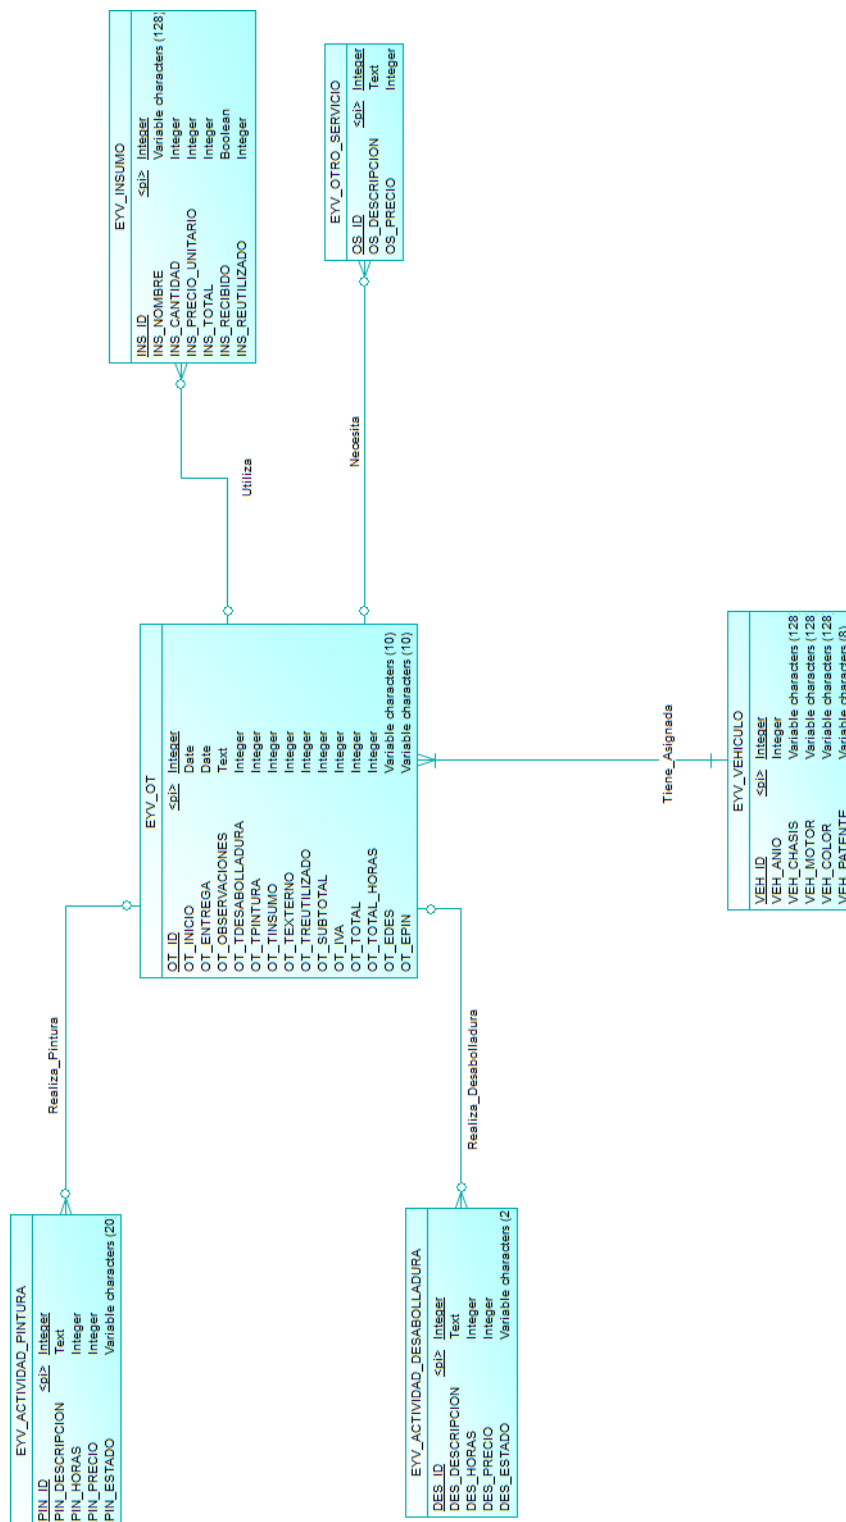 EYV_INSUMO
INS_ID <pi> Integer
INS_NOMBRE Variable characters (128)
INS_CANTIDAD Integer
INS_PRECIO_UNITARIO Integer
INS_TOTAL Integer
INS_RECIBIDO Boolean
INS_REUTILIZADO Integer
EYV_OTRO_SERVICIO
OS_ID <pi> Integer
OS_DESCRIPCION Text
OS_PRECIO Integer
Utiliza
Necesita
EYV_OT
OT_ID <pi> Integer
OT_INICIO Date
OT_ENTREGA Date
OT_OBSERVACIONES Text
OT_TDESABOLLADURA Integer
OT_TPINTURA Integer
OT_TINSUMO Integer
OT_TEXTERNO Integer
OT_TREUTILIZADO Integer
OT_SUBTOTAL Integer
OT_IVA Integer
OT_TOTAL Integer
OT_TOTAL_HORAS Integer
OT_EDES Variable characters (10)
OT_EPIN Variable characters (10)
Tiene_Asignada
EYV_VEHICULO
VEH_ID <pi> Integer
VEH_ANIO Integer
VEH_CHASIS Variable characters (128
VEH_MOTOR Variable characters (128
VEH_COLOR Variable characters (128
VEH_PATENTE Variable characters (8)
Realiza_Pintura
Realiza_Desabolladura
EYV_ACTIVIDAD_PINTURA
PIN_ID <pi> Integer
PIN_DESCRIPCION Text
PIN_HORAS Integer
PIN_PRECIO Integer
PIN_ESTADO Variable characters (20
EYV_ACTIVIDAD_DESABOLLADURA
DES_ID <pi> Integer
DES_DESCRIPCION Text
DES_HORAS Integer
DES_PRECIO Integer
DES_ESTADO Variable characters (2